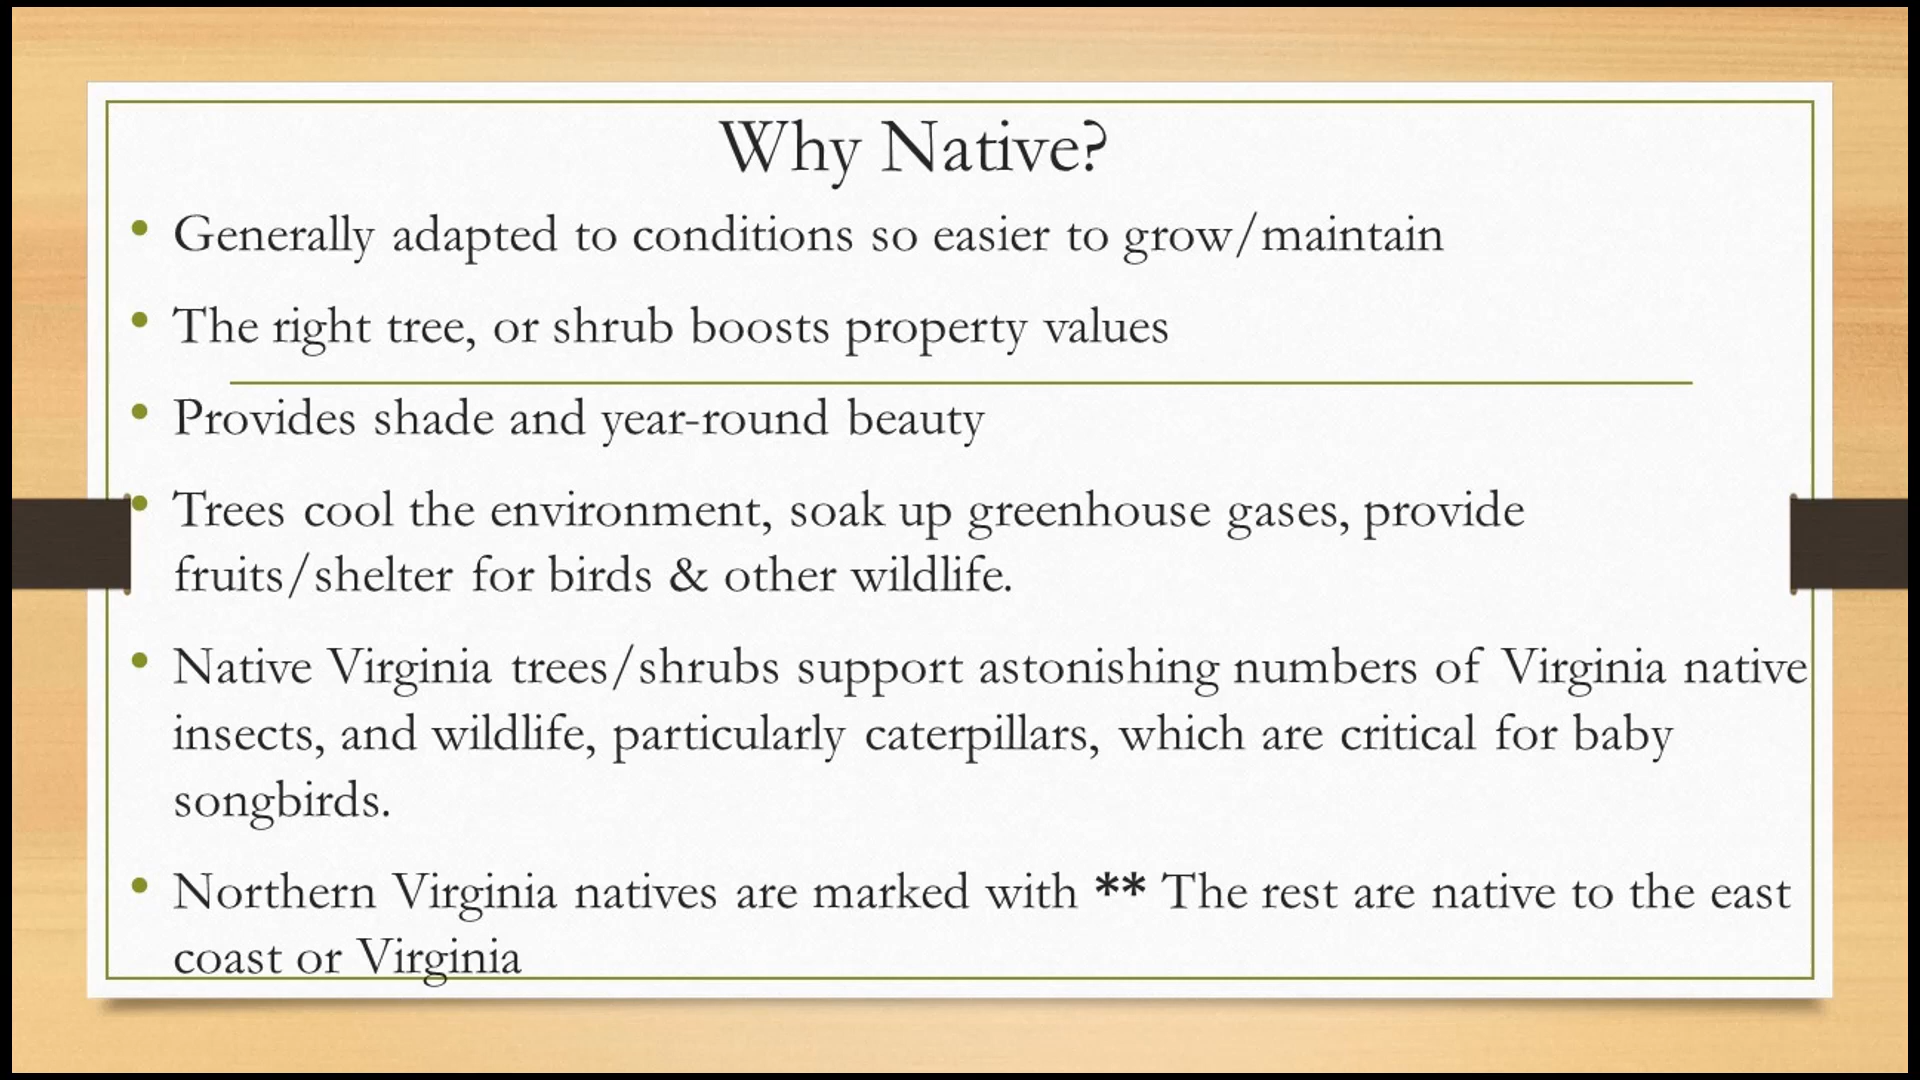 Why Native?
• Generally adapted to conditions so easier to grow/maintain
• The right tree, or shrub boosts property values
• Provides shade and year-round beauty
• Trees cool the environment, soak up greenhouse gases, provide
fruits/shelter for birds & other wildlife.
• Native Virginia trees/shrubs support astonishing numbers of Virginia native
insects, and wildlife, particularly caterpillars, which are critical for baby
songbirds.
• Northern Virginia natives are marked with ** The rest are native to the east
coast or Virginia